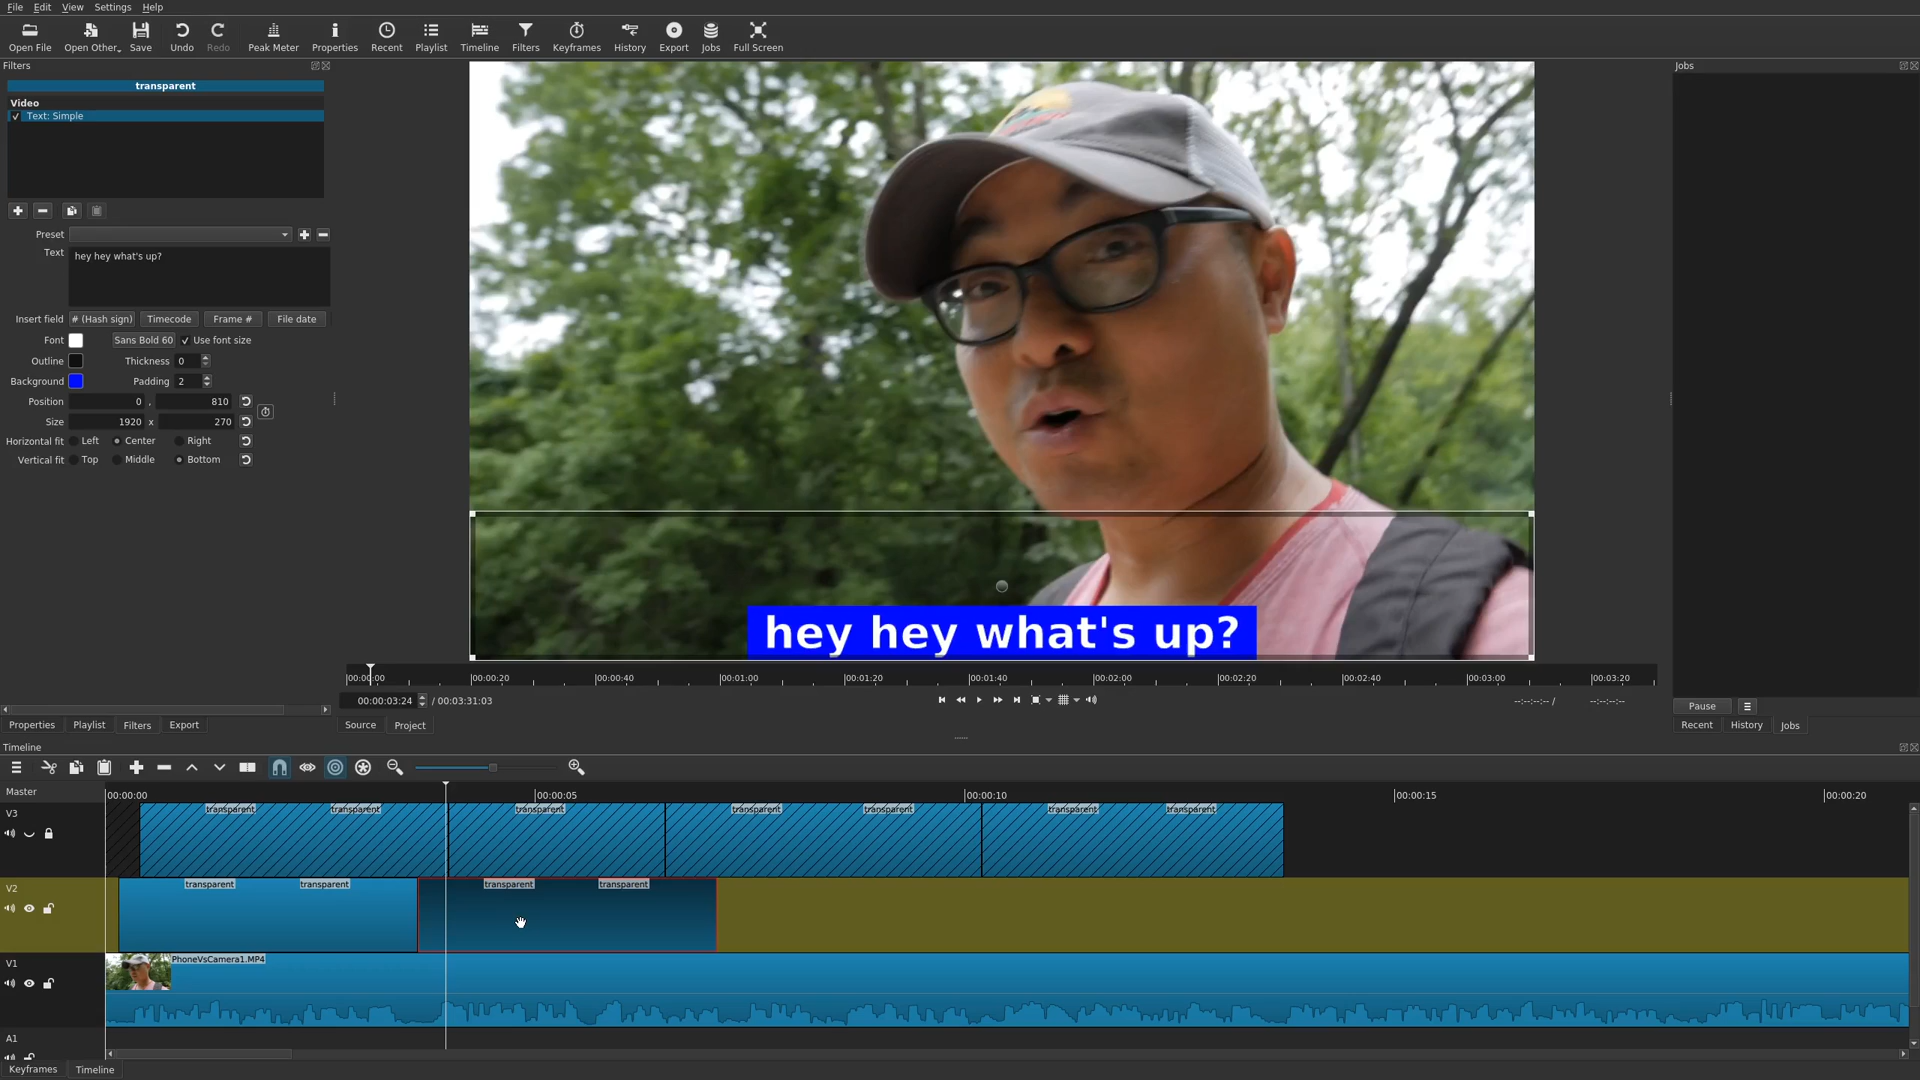 File Edit View Settings Help
Open File Open Other Save Undo Redo Peak Meter Properties Recent Playlist Timeline Filters Keyframes History Export Jobs Full Screen
Filters
transparent
Video
Text: Simple
Preset
Text hey hey what's up?
Insert field # (Hash sign) Timecode Frame # File date
Font Sans Bold 60 Use font size
Outline Thickness 0
Background Padding 2
Position 0 , 810
Size 1920 x 270
Horizontal fit Left Center Right
Vertical fit Top Middle Bottom
Properties Playlist Filters Export
hey hey what's up?
00:00:00 00:00:20 00:00:40 00:01:00 00:01:20 00:01:40 00:02:00 00:02:20 00:02:40 00:03:00 00:03:20
00:00:03:24 / 00:03:31:03 --:--:--:-- / --:--:--:--
Source Project
Jobs
Pause
Recent History Jobs
Timeline
Master 00:00:00 00:00:05 00:00:10 00:00:15 00:00:20
V3 transparent transparent transparent transparent transparent transparent transparent
V2 transparent transparent transparent transparent
V1 PhoneVsCamera1.MP4
A1
Keyframes Timeline